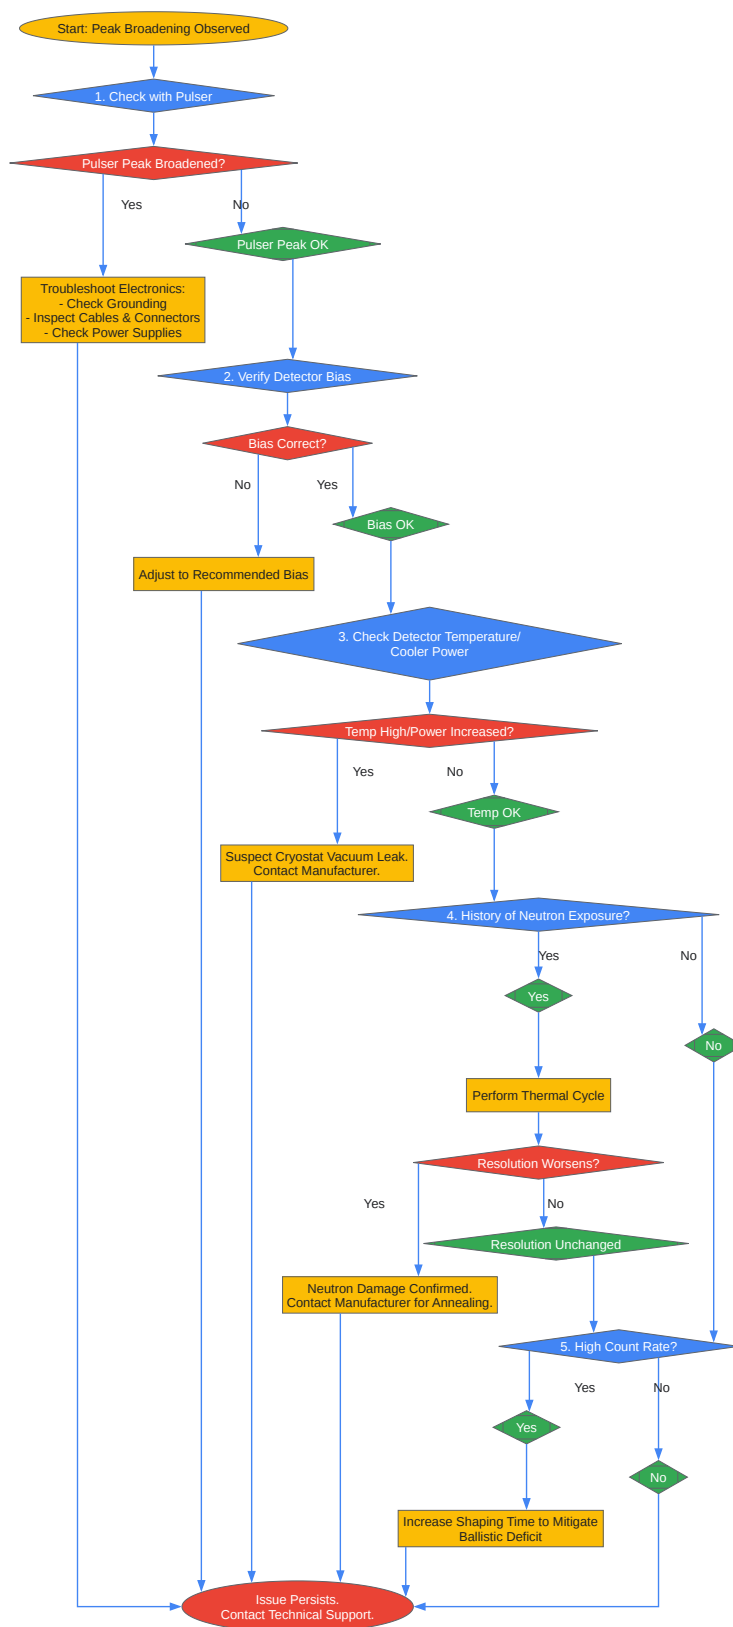 Start: Peak Broadening Observed
1. Check with Pulser
Pulser Peak Broadened?
Yes
No
Pulser Peak OK
Troubleshoot Electronics:
- Check Grounding
- Inspect Cables & Connectors
- Check Power Supplies
2. Verify Detector Bias
Bias Correct?
No
Yes
Bias OK
Adjust to Recommended Bias
3. Check Detector Temperature/
Cooler Power
Temp High/Power Increased?
Yes
No
Temp OK
Suspect Cryostat Vacuum Leak.
Contact Manufacturer.
4. History of Neutron Exposure?
Yes
No
Yes
No
Perform Thermal Cycle
Resolution Worsens?
Yes
No
Resolution Unchanged
Neutron Damage Confirmed.
Contact Manufacturer for Annealing.
5. High Count Rate?
Yes
No
Yes
No
Increase Shaping Time to Mitigate
Ballistic Deficit
Issue Persists.
Contact Technical Support.